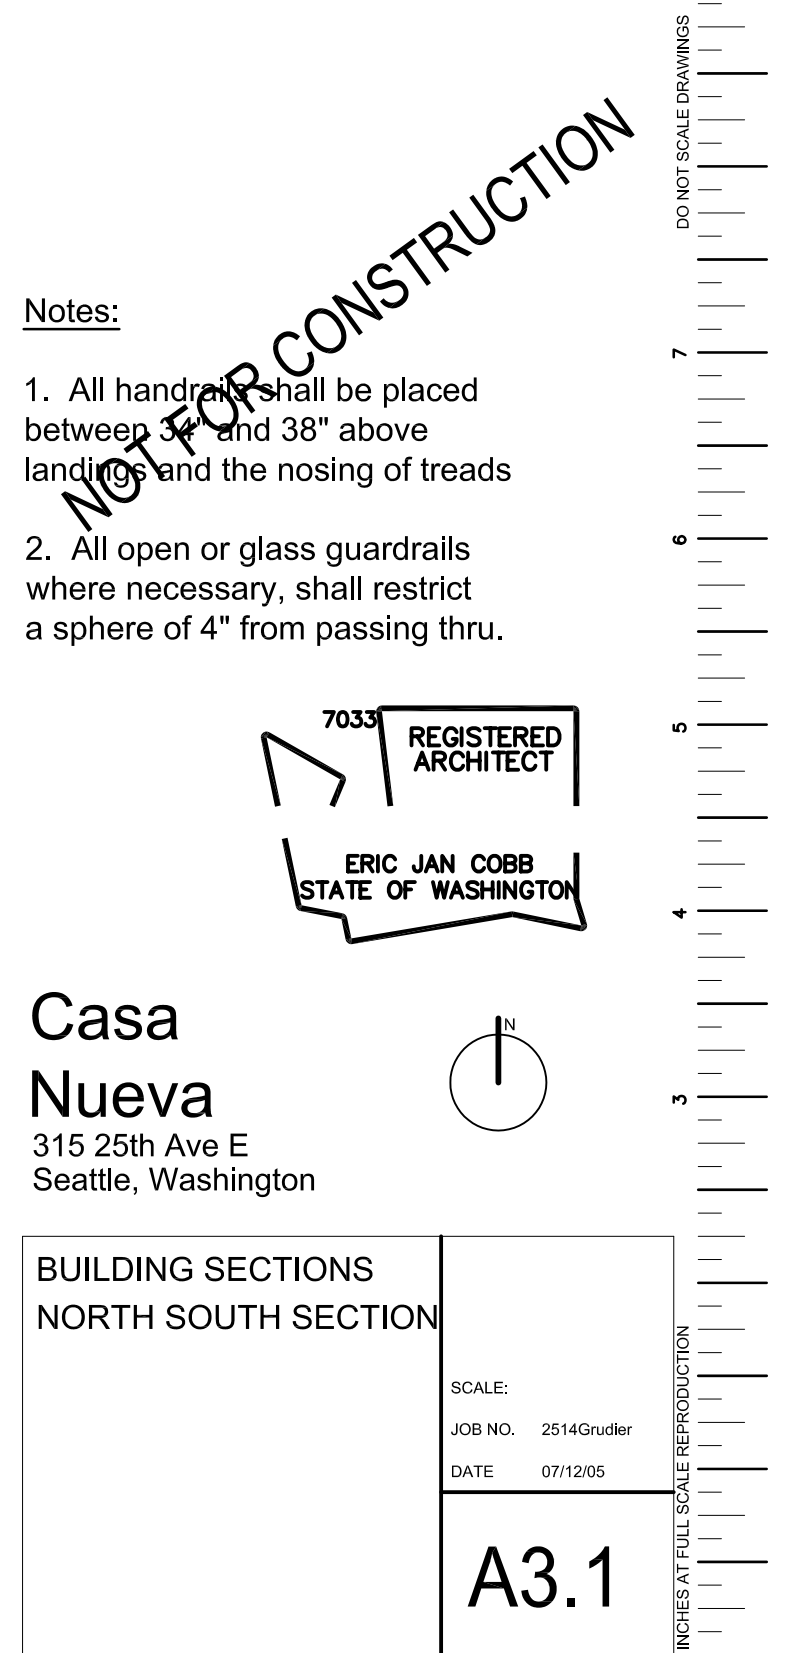 DO NOT SCALE DRAWINGS
NOT FOR CONSTRUCTION
Notes:
1. All handrails shall be placed
between 34" and 38" above
landings and the nosing of treads
2. All open or glass guardrails
where necessary, shall restrict
a sphere of 4" from passing thru.
7033
REGISTERED
ARCHITECT
ERIC JAN COBB
STATE OF WASHINGTON
Casa
Nueva
315 25th Ave E
Seattle, Washington
N
7
6
5
4
3
BUILDING SECTIONS
NORTH SOUTH SECTION
SCALE:
JOB NO. 2514Grudier
DATE 07/12/05
A3.1
INCHES AT FULL SCALE REPRODUCTION